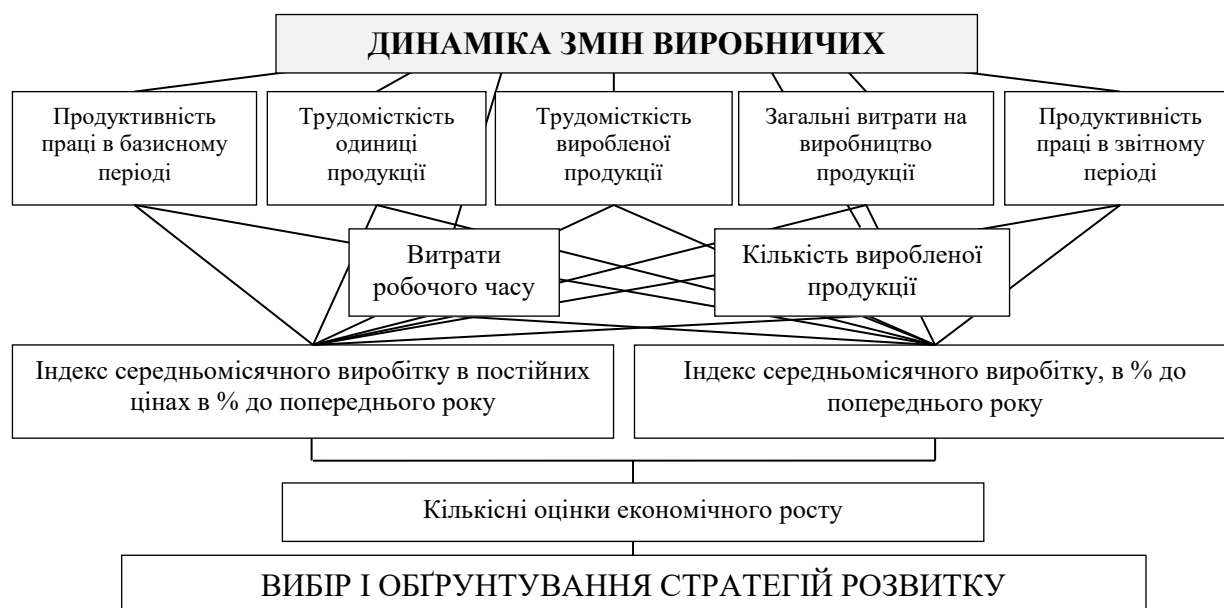 ДИНАМІКА ЗМІН ВИРОБНИЧИХ
Продуктивність
праці в базисному
періоді
Трудомісткість
одиниці
продукції
Трудомісткість
виробленої
продукції
Загальні витрати на
виробництво
продукції
Продуктивність
праці в звітному
періоді
Витрати
робочого часу
Кількість виробленої
продукції
Індекс середньомісячного виробітку в постійних
цінах в % до попереднього року
Індекс середньомісячного виробітку, в % до
попереднього року
Кількісні оцінки економічного росту
ВИБІР І ОБҐРУНТУВАННЯ СТРАТЕГІЙ РОЗВИТКУ